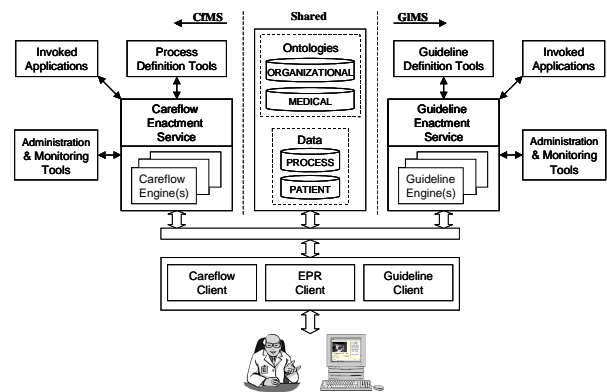 CfMS
Shared
GlMS
Invoked
Applications
Process
Definition Tools
Ontologies
ORGANIZATIONAL
MEDICAL
Guideline
Definition Tools
Invoked
Applications
Careflow
Enactment
Service
Guideline
Enactment
Service
Administration
& Monitoring
Tools
Careflow
Engine(s)
Data
PROCESS
PATIENT
Guideline
Engine(s)
Administration
& Monitoring
Tools
Careflow
Client
EPR
Client
Guideline
Client